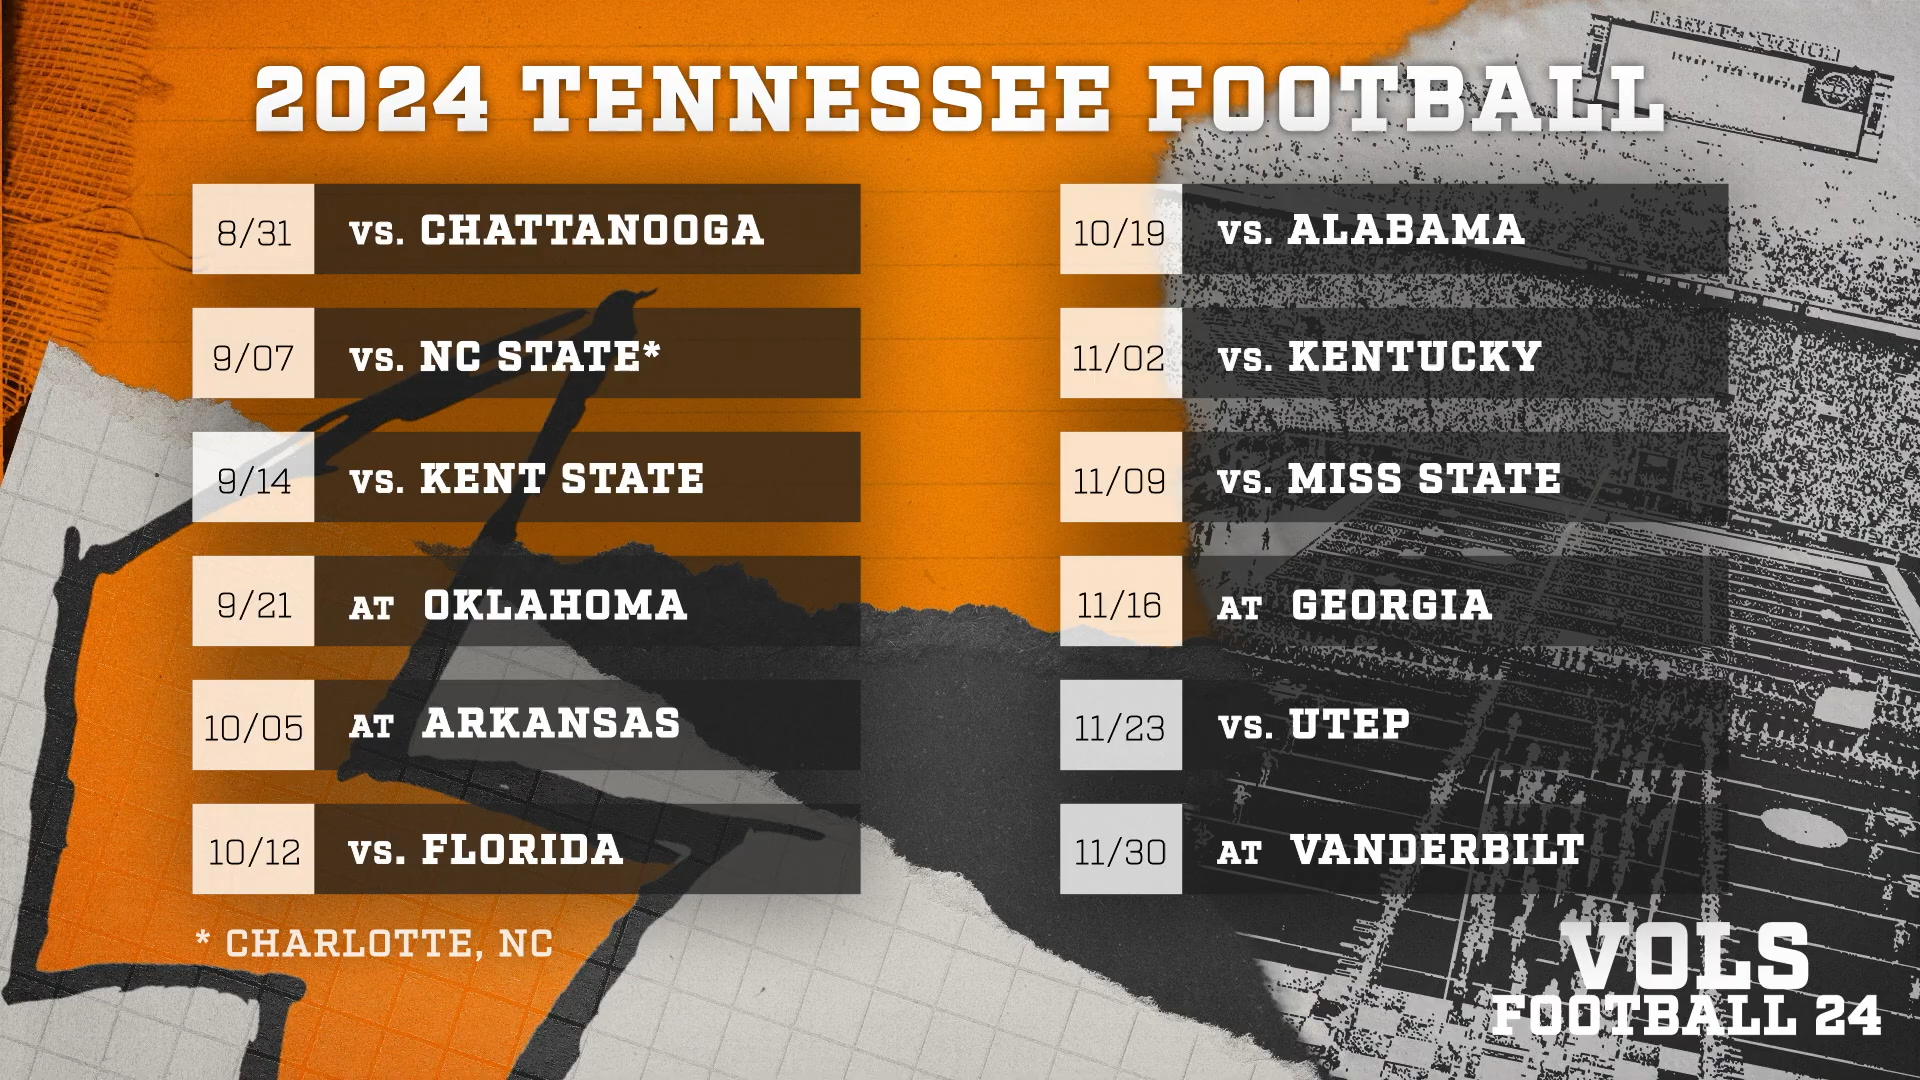 2024 TENNESSEE FOOTBALL
8/31 VS. CHATTANOOGA
9/07 VS. NC STATE*
9/14 VS. KENT STATE
9/21 AT OKLAHOMA
10/05 AT ARKANSAS
10/12 VS. FLORIDA
* CHARLOTTE, NC
10/19 VS. ALABAMA
11/02 VS. KENTUCKY
11/09 VS. MISS STATE
11/16 AT GEORGIA
11/23 VS. UTEP
11/30 AT VANDERBILT
VOLS
FOOTBALL 24